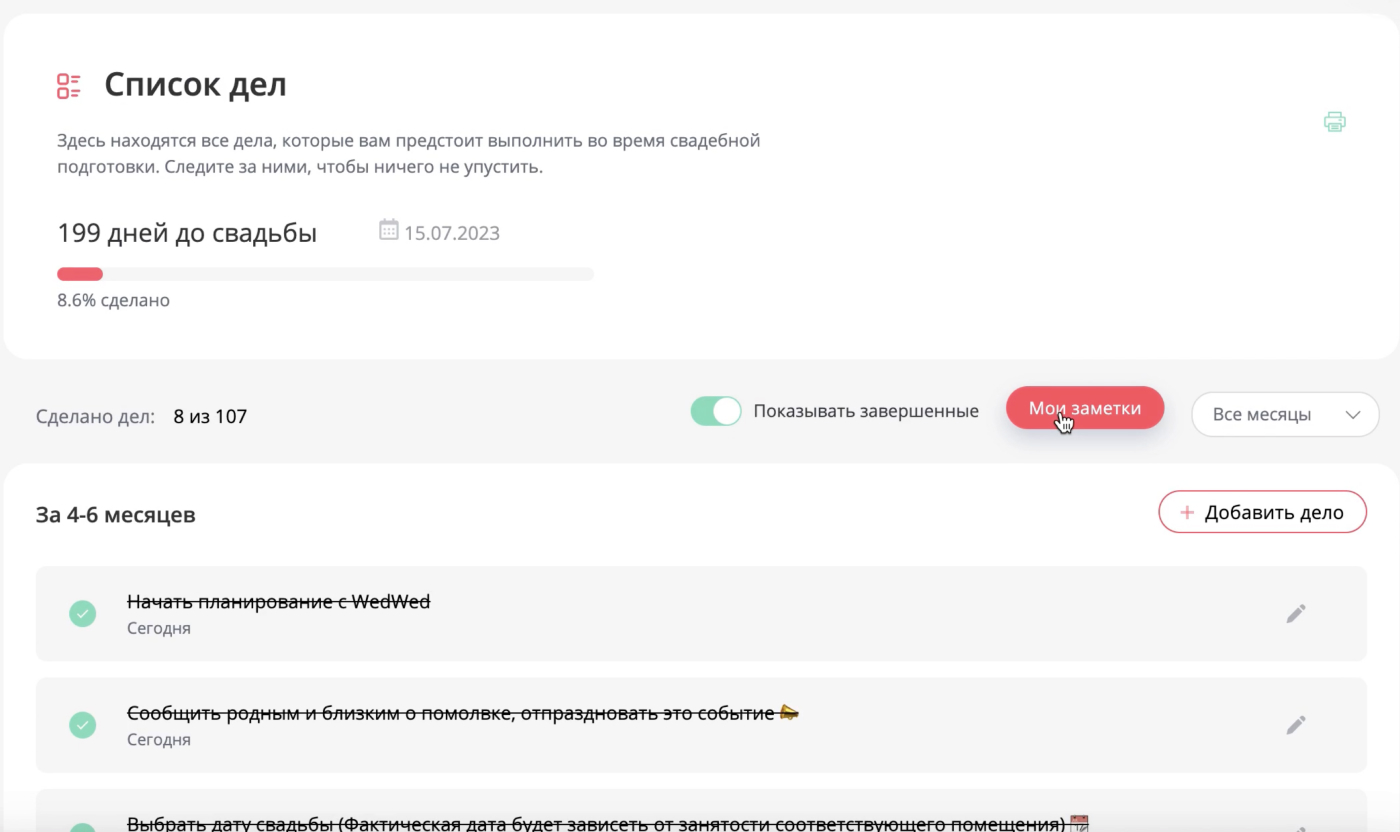 Список дел
Здесь находятся все дела, которые вам предстоит выполнить во время свадебной
подготовки. Следите за ними, чтобы ничего не упустить.
199 дней до свадьбы 15.07.2023
8.6% сделано
Сделано дел: 8 из 107 Показывать завершенные Мои заметки Все месяцы
За 4-6 месяцев + Добавить дело
Начать планирование с WedWed
Сегодня
Сообщить родным и близким о помолвке, отпраздновать это событие
Сегодня
Выбрать дату свадьбы (Фактическая дата будет зависеть от занятости соответствующего помещения)